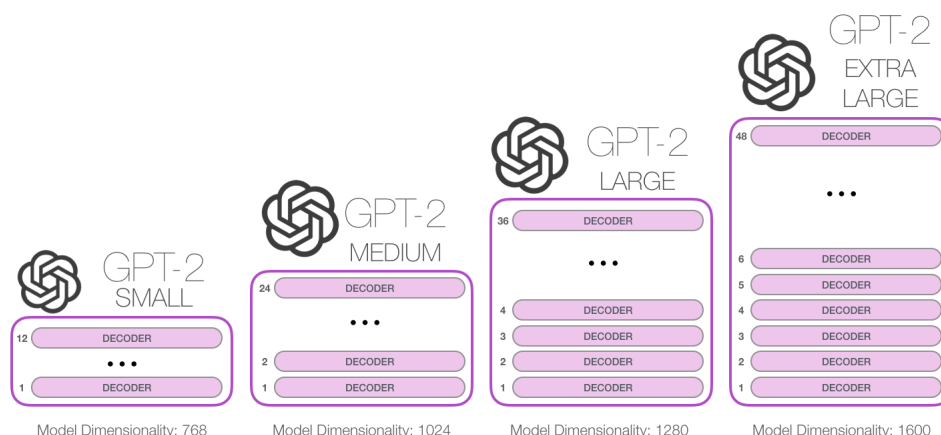 GPT-2
SMALL
12 DECODER
...
1 DECODER
Model Dimensionality: 768
GPT-2
MEDIUM
24 DECODER
...
2 DECODER
1 DECODER
Model Dimensionality: 1024
GPT-2
LARGE
36 DECODER
...
4 DECODER
3 DECODER
2 DECODER
1 DECODER
Model Dimensionality: 1280
GPT-2
EXTRA
LARGE
48 DECODER
...
6 DECODER
5 DECODER
4 DECODER
3 DECODER
2 DECODER
1 DECODER
Model Dimensionality: 1600